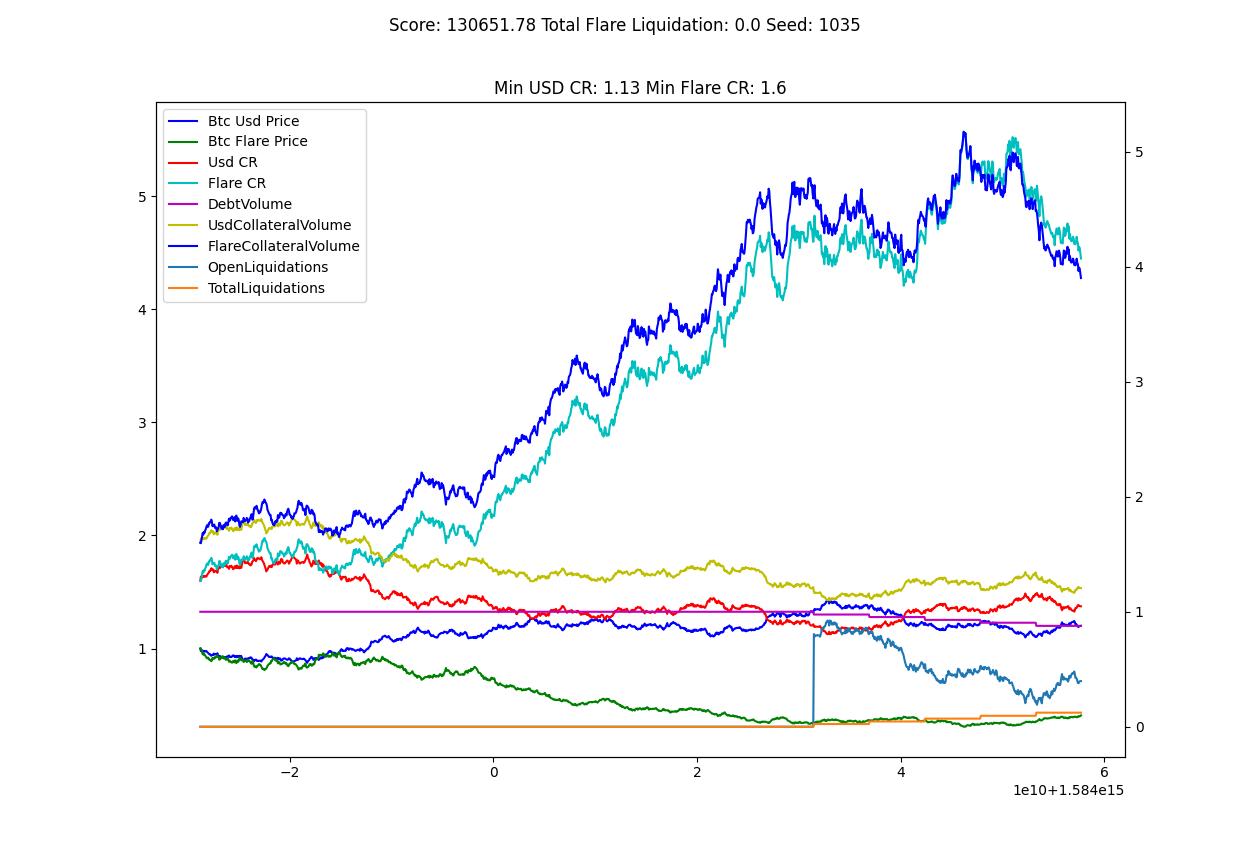 Score: 130651.78 Total Flare Liquidation: 0.0 Seed: 1035
Min USD CR: 1.13 Min Flare CR: 1.6
Btc Usd Price
Btc Flare Price
Usd CR
Flare CR
DebtVolume
UsdCollateralVolume
FlareCollateralVolume
OpenLiquidations
TotalLiquidations
5
4
3
2
1
5
4
3
2
1
0
−2
0
2
4
6
1e10+1.584e15